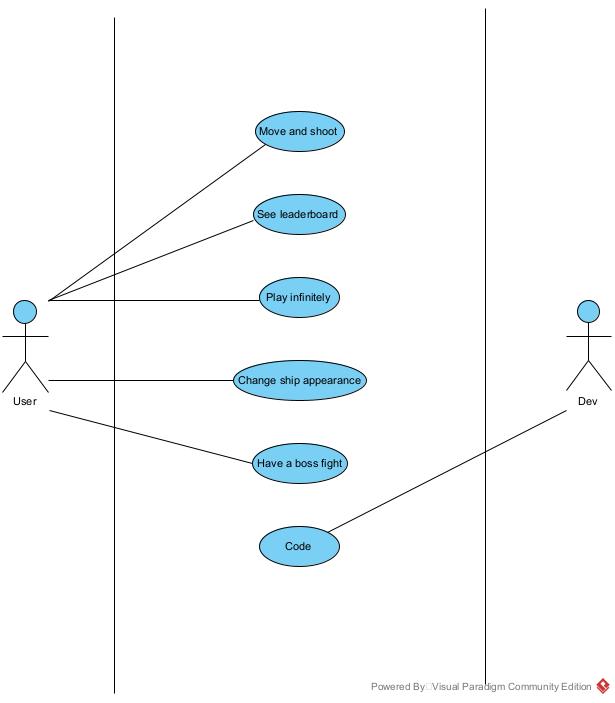 Move and shoot
See leaderboard
Play infinitely
Change ship appearance
User
Dev
Have a boss fight
Code
Powered By Visual Paradigm Community Edition